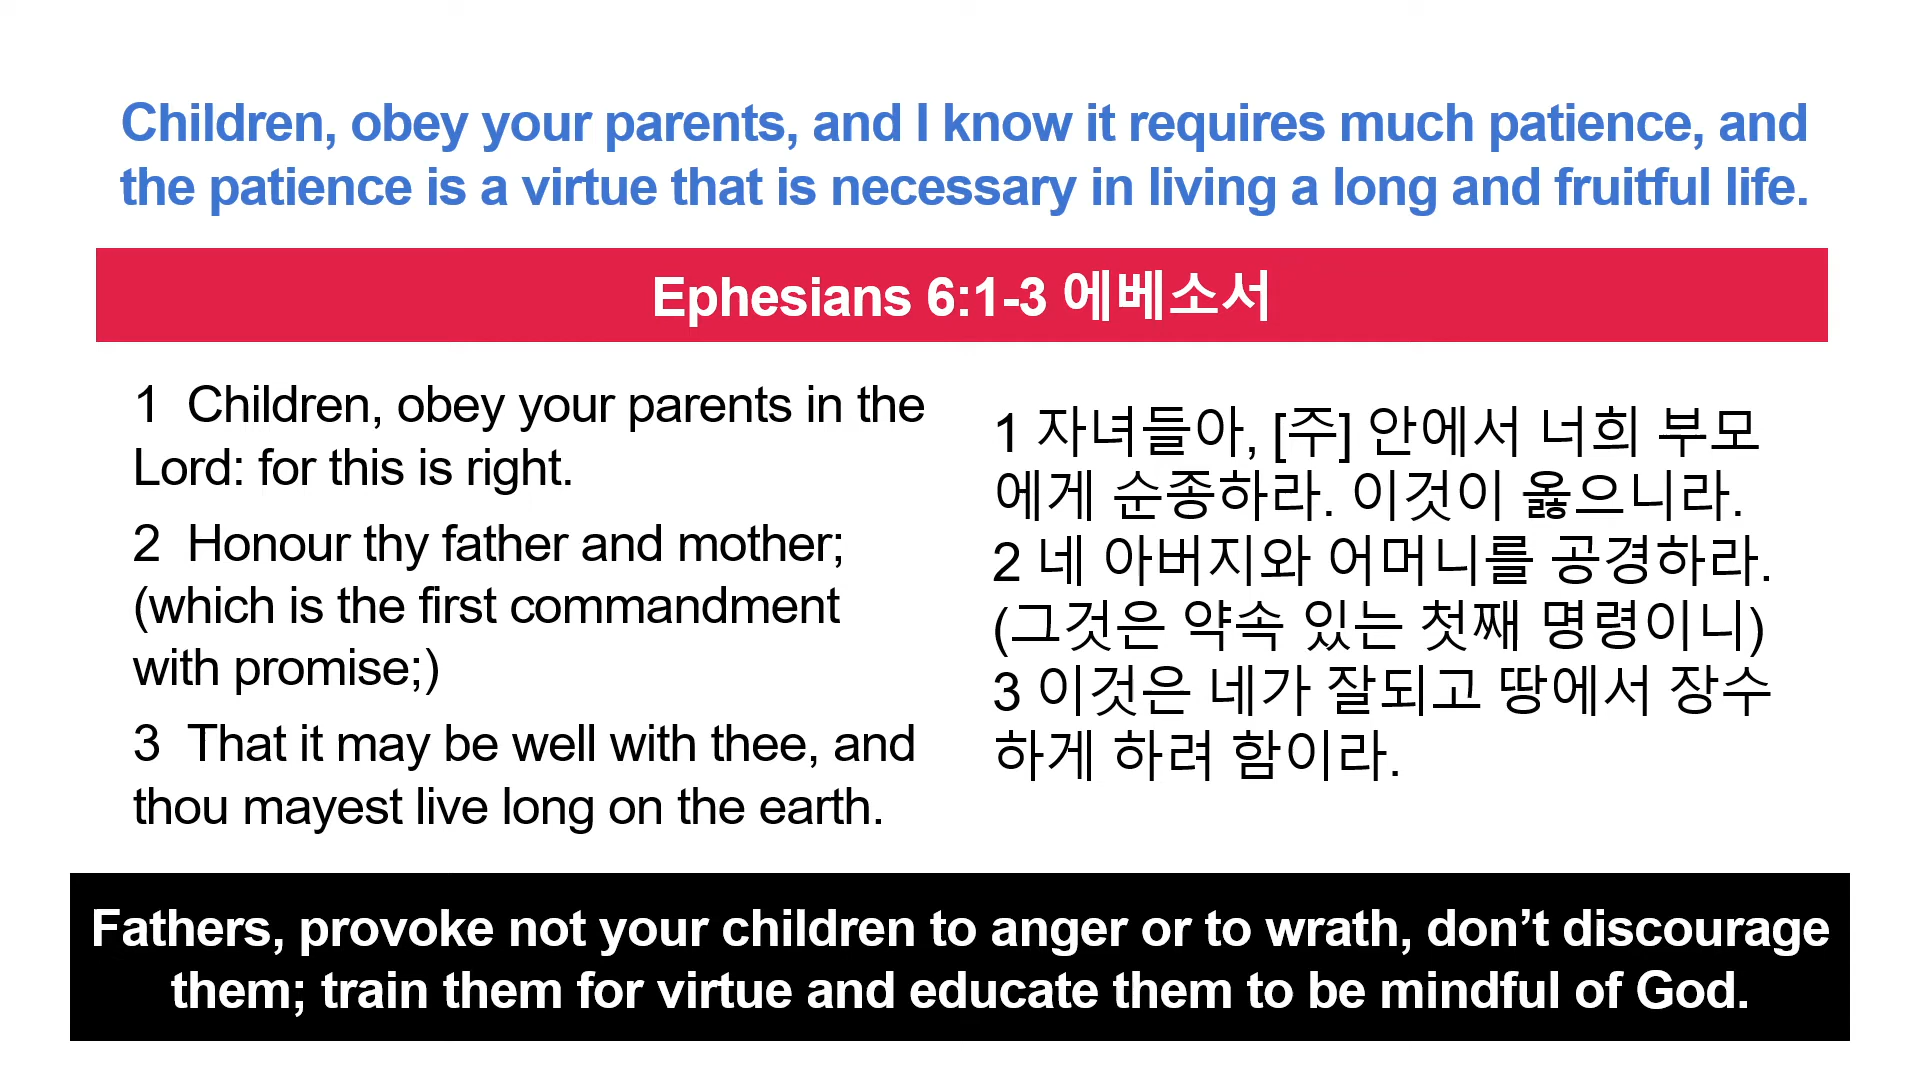 Children, obey your parents, and I know it requires much patience, and
the patience is a virtue that is necessary in living a long and fruitful life.
Ephesians 6:1-3 에베소서
1 Children, obey your parents in the
Lord: for this is right.
2 Honour thy father and mother;
(which is the first commandment
with promise;)
3 That it may be well with thee, and
thou mayest live long on the earth.
1 자녀들아, [주] 안에서 너희 부모
에게 순종하라. 이것이 옳으니라.
2 네 아버지와 어머니를 공경하라.
(그것은 약속 있는 첫째 명령이니)
3 이것은 네가 잘되고 땅에서 장수
하게 하려 함이라.
Fathers, provoke not your children to anger or to wrath, don’t discourage
them; train them for virtue and educate them to be mindful of God.